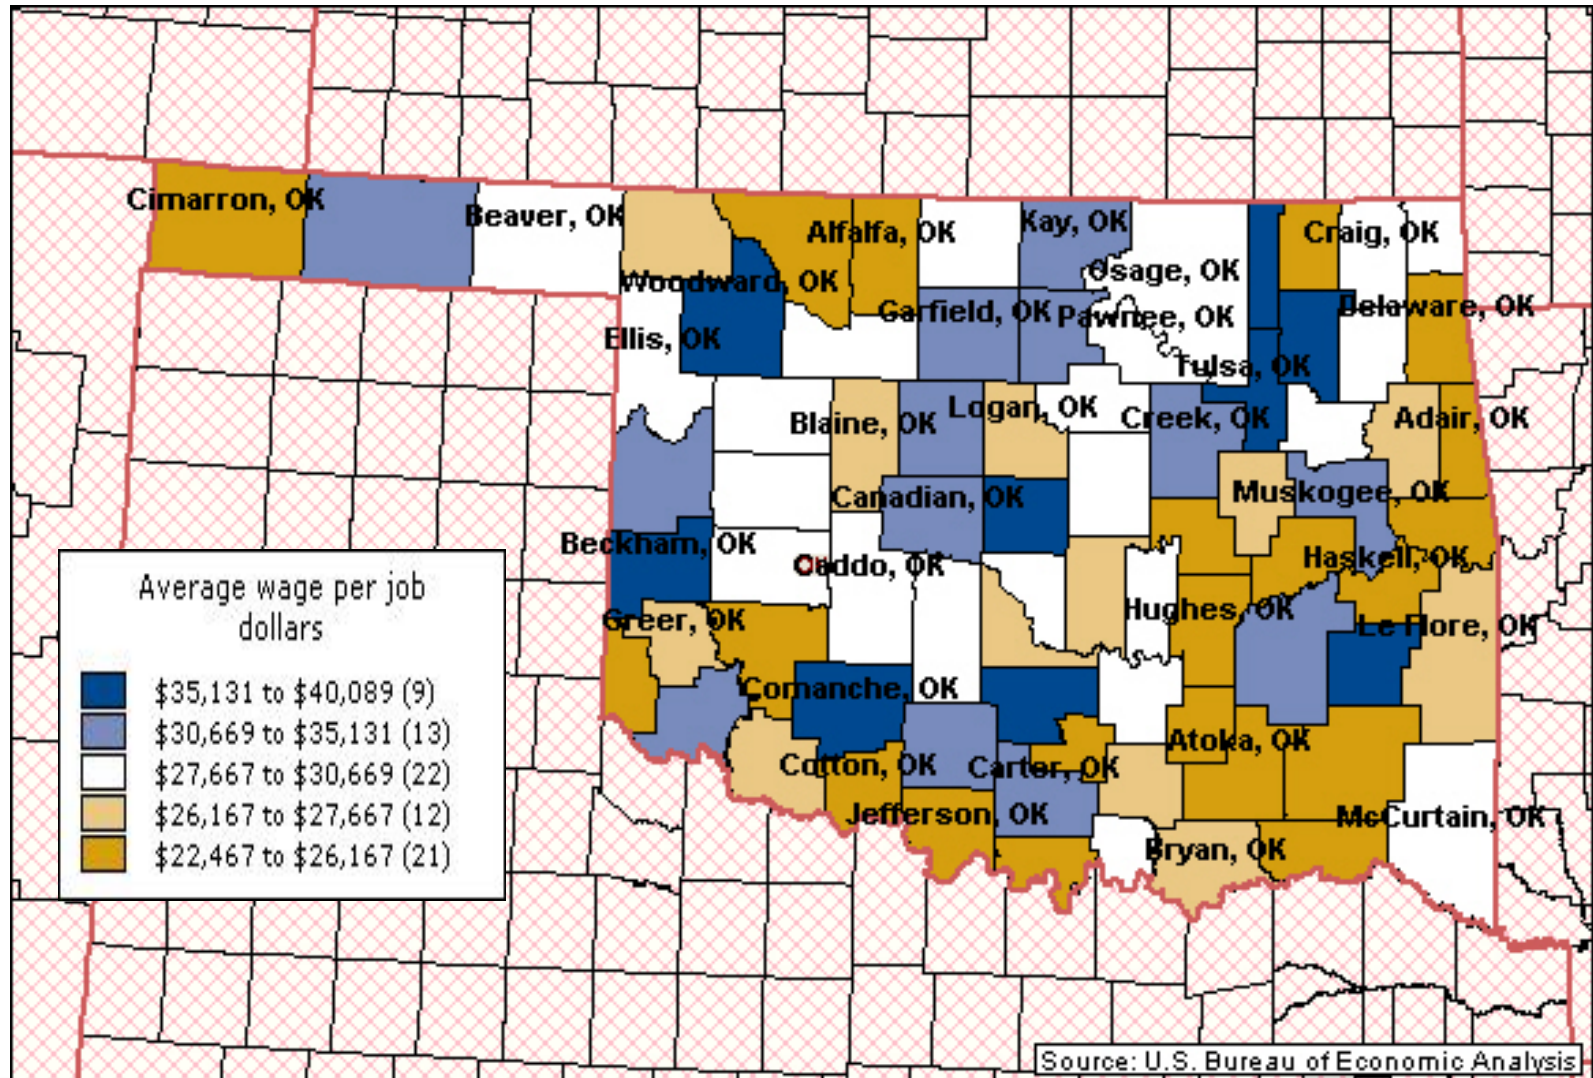 Cimarron, OK
Beaver, OK
Alfalfa, OK
Kay, OK
Craig, OK
Woodward, OK
Osage, OK
Garfield, OK
Pawnee, OK
Delaware, OK
Ellis, OK
Tulsa, OK
Blaine, OK
Logan, OK
Creek, OK
Adair, OK
Canadian, OK
Muskogee, OK
Beckham, OK
Caddo, OK
Haskell, OK
Greer, OK
Hughes, OK
Le Flore, OK
Comanche, OK
Atoka, OK
Cotton, OK
Carter, OK
Jefferson, OK
McCurtain, OK
Bryan, OK
Average wage per job
dollars
$35,131 to $40,089 (9)
$30,669 to $35,131 (13)
$27,667 to $30,669 (22)
$26,167 to $27,667 (12)
$22,467 to $26,167 (21)
Source: U.S. Bureau of Economic Analysis